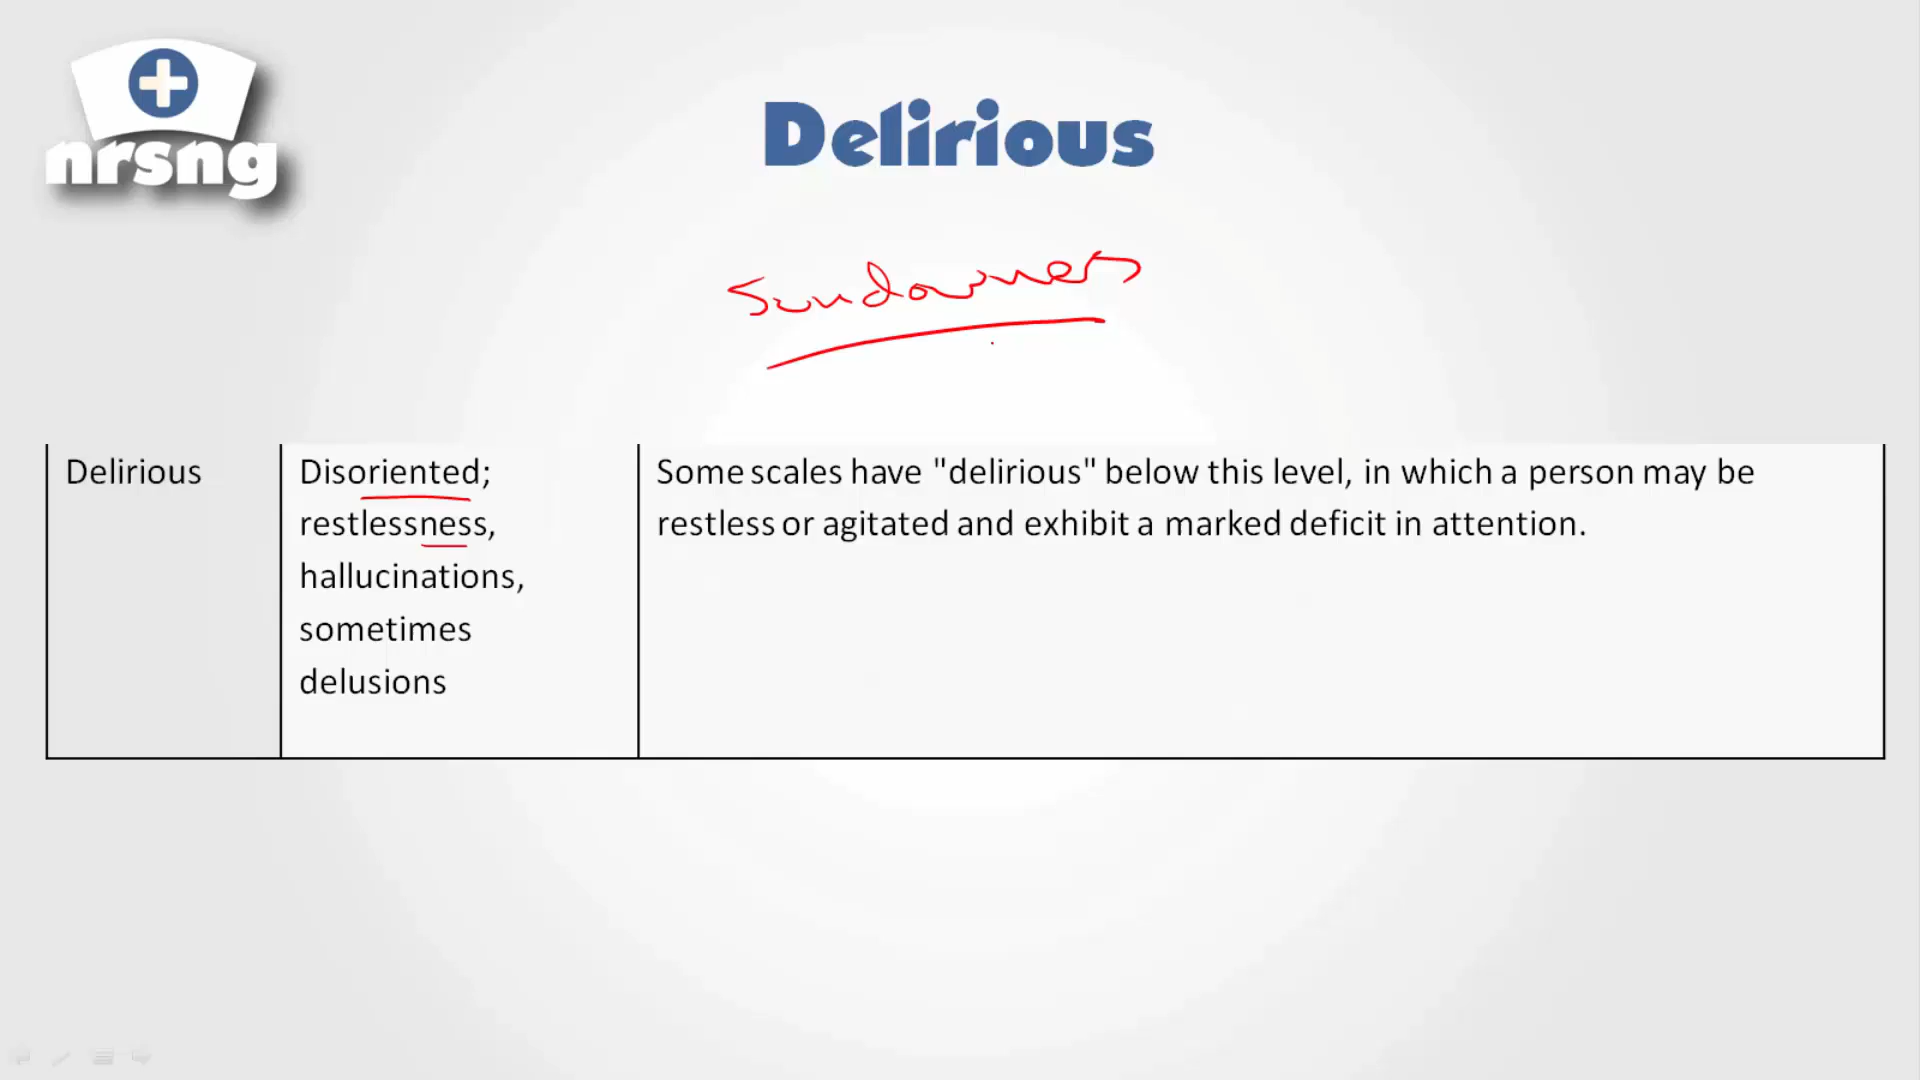 nrsng
Delirious
Sundowners
Delirious
Disoriented;
restlessness,
hallucinations,
sometimes
delusions
Some scales have "delirious" below this level, in which a person may be
restless or agitated and exhibit a marked deficit in attention.